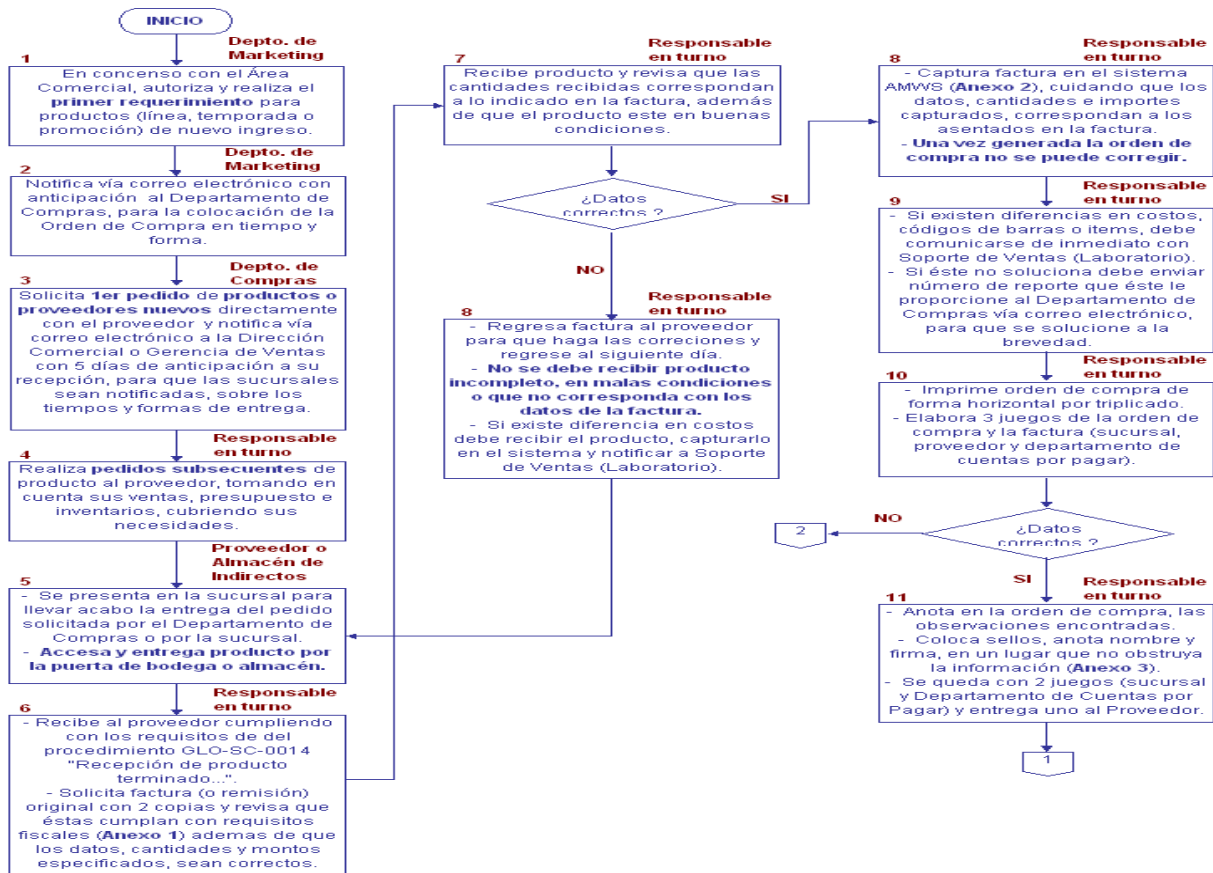 INICIO
Depto. de
Marketing
1
En concenso con el Área
Comercial, autoriza y realiza el
primer requerimiento para
productos (línea, temporada o
promoción) de nuevo ingreso.
Depto. de
Marketing
2
Notifica vía correo electrónico con
anticipación al Departamento de
Compras, para la colocación de la
Orden de Compra en tiempo y
forma.
Depto. de
Compras
3
Solicita 1er pedido de productos o
proveedores nuevos directamente
con el proveedor y notifica vía
correo electrónico a la Dirección
Comercial o Gerencia de Ventas
con 5 días de anticipación a su
recepción, para que las sucursales
sean notificadas, sobre los
tiempos y formas de entrega.
Responsable
en turno
4
Realiza pedidos subsecuentes de
producto al proveedor, tomando en
cuenta sus ventas, presupuesto e
inventarios, cubriendo sus
necesidades.
Proveedor o
Almacén de
Indirectos
5
- Se presenta en la sucursal para
llevar acabo la entrega del pedido
solicitada por el Departamento de
Compras o por la sucursal.
- Accesa y entrega producto por
la puerta de bodega o almacén.
Responsable
en turno
6
- Recibe al proveedor cumpliendo
con los requisitos de del
procedimiento GLO-SC-0014
"Recepción de producto
terminado...".
- Solicita factura (o remisión)
original con 2 copias y revisa que
éstas cumplan con requisitos
fiscales (Anexo 1) ademas de que
los datos, cantidades y montos
especificados, sean correctos.
Responsable
en turno
7
Recibe producto y revisa que las
cantidades recibidas correspondan
a lo indicado en la factura, además
de que el producto este en buenas
condiciones.
¿Datos
correctos ?
SI
NO
Responsable
en turno
8
- Regresa factura al proveedor
para que haga las correciones y
regrese al siguiente día.
- No se debe recibir producto
incompleto, en malas condiciones
o que no corresponda con los
datos de la factura.
- Si existe diferencia en costos
debe recibir el producto, capturarlo
en el sistema y notificar a Soporte
de Ventas (Laboratorio).
Responsable
en turno
8
- Captura factura en el sistema
AMWS (Anexo 2), cuidando que los
datos, cantidades e importes
capturados, correspondan a los
asentados en la factura.
- Una vez generada la orden de
compra no se puede corregir.
Responsable
en turno
9
- Si existen diferencias en costos,
códigos de barras o items, debe
comunicarse de inmediato con
Soporte de Ventas (Laboratorio).
- Si éste no soluciona debe enviar
número de reporte que éste le
proporcione al Departamento de
Compras vía correo electrónico,
para que se solucione a la
brevedad.
Responsable
en turno
10
- Imprime orden de compra de
forma horizontal por triplicado.
- Elabora 3 juegos de la orden de
compra y la factura (sucursal,
proveedor y departamento de
cuentas por pagar).
¿Datos
correctos ?
NO
2
SI
Responsable
en turno
11
- Anota en la orden de compra, las
observaciones encontradas.
- Coloca sellos, anota nombre y
firma, en un lugar que no obstruya
la información (Anexo 3).
- Se queda con 2 juegos (sucursal
y Departamento de Cuentas por
Pagar) y entrega uno al Proveedor.
1